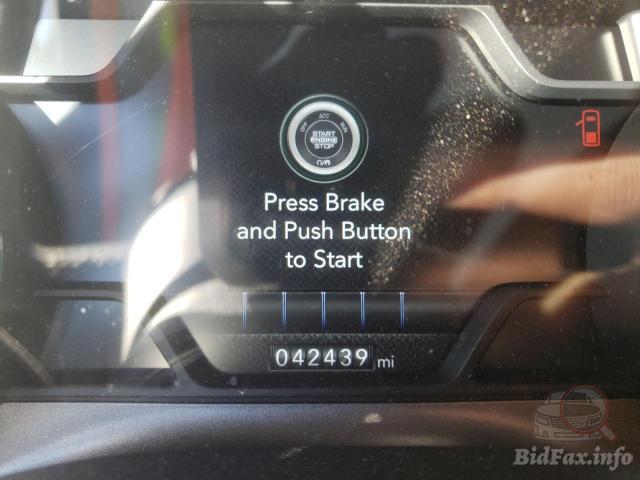 OFF ACC RUN
START
ENGINE
STOP
Press Brake
and Push Button
to Start
042439 mi
BidFax.info